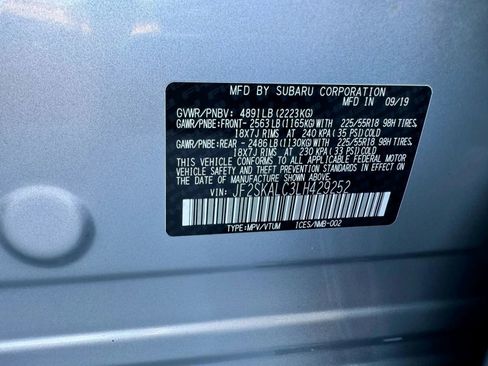 MFD BY SUBARU CORPORATION
MFD IN JAPAN 09/19
GVWR/PNBV: 4891LB (2223KG)
GAWR/PNBE:FRONT- 2563LB (1165KG)WITH 225/55R18 98H TIRES,
18X7J RIMS AT 240 KPA (35 PSI)COLD
GAWR/PNBE:REAR - 2486LB (1130KG)WITH 225/55R18 98H TIRES,
18X7J RIMS AT 230 KPA (33 PSI)COLD
THIS VEHICLE CONFORMS TO ALL APPLICABLE FEDERAL MOTOR
VEHICLE SAFETY STANDARDS IN EFFECT ON THE DATE OF
MANUFACTURE SHOWN ABOVE.
VIN: JF2SKALC3LH429252
TYPE:MPV/VTUM ICES/NMB-002